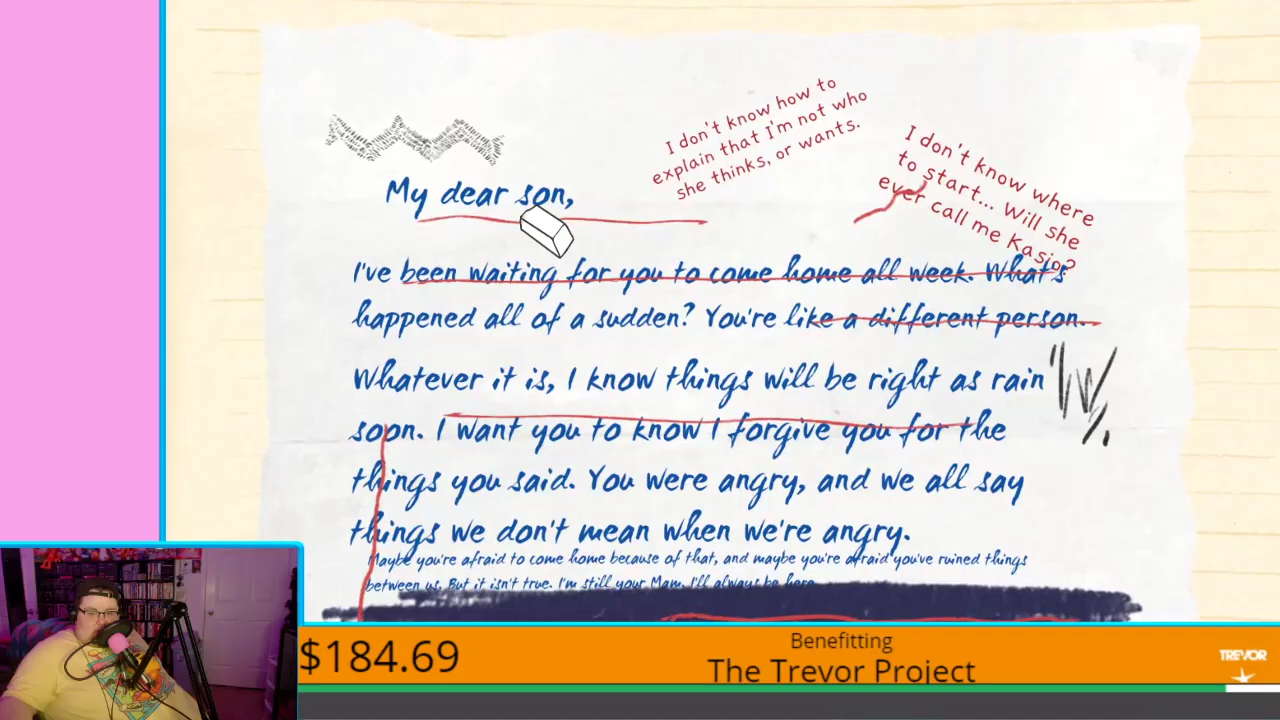 I don't know how to
explain that I'm not who
she thinks, or wants.
I don't know where
to start... Will she
ever call me Kasio?
My dear son,
I've been waiting for you to come home all week. What's
happened all of a sudden? You're like a different person.
Whatever it is, I know things will be right as rain
soon. I want you to know I forgive you for the
things you said. You were angry, and we all say
things we don't mean when we're angry.
Maybe you're afraid to come home because of that, and maybe you're afraid you've ruined things
between us. But it isn't true. I'm still your Mam. I'll always be here
$184.69
Benefitting
The Trevor Project
TREVOR